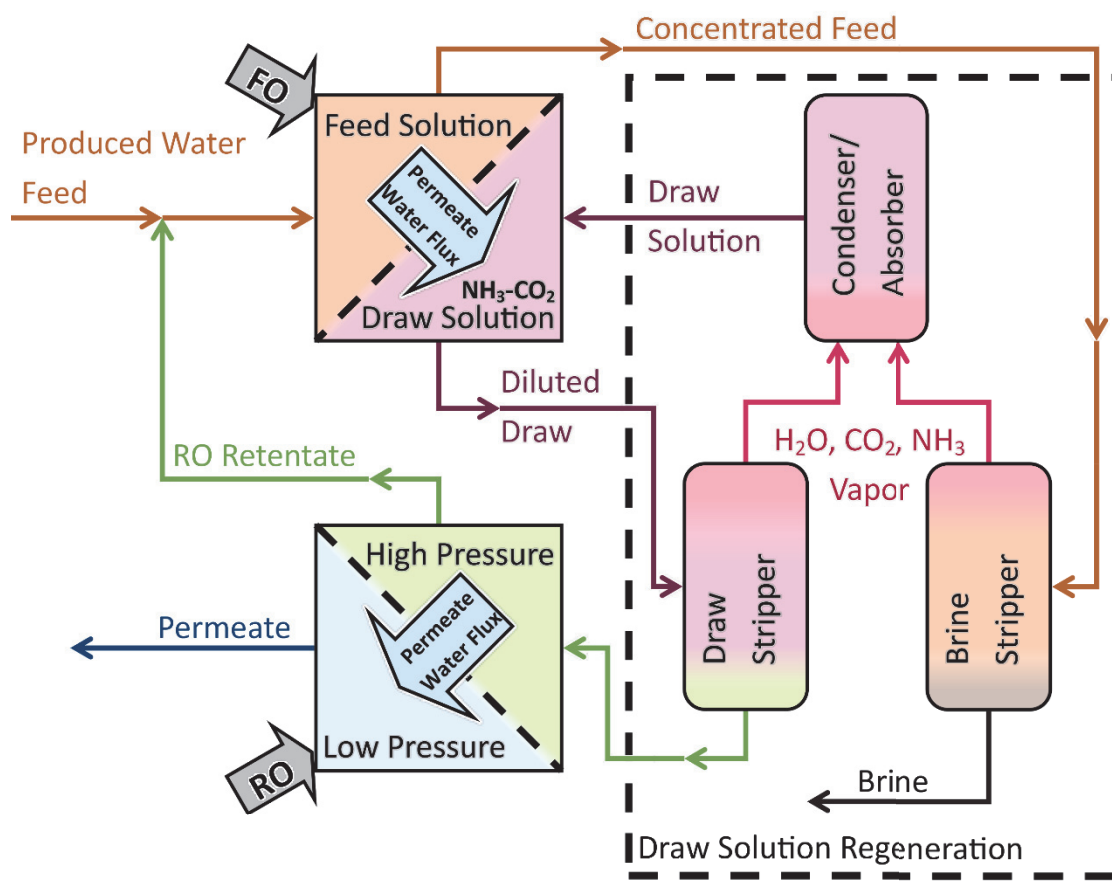 Concentrated Feed
FO
Feed Solution
Produced Water
Feed
Permeate
Water Flux
NH₃-CO₂
Draw Solution
Draw
Solution
Condenser/
Absorber
Diluted
Draw
H₂O, CO₂, NH₃
Vapor
RO Retentate
High Pressure
Permeate
Water Flux
Low Pressure
Permeate
RO
Draw
Stripper
Brine
Stripper
Brine
Draw Solution Regeneration